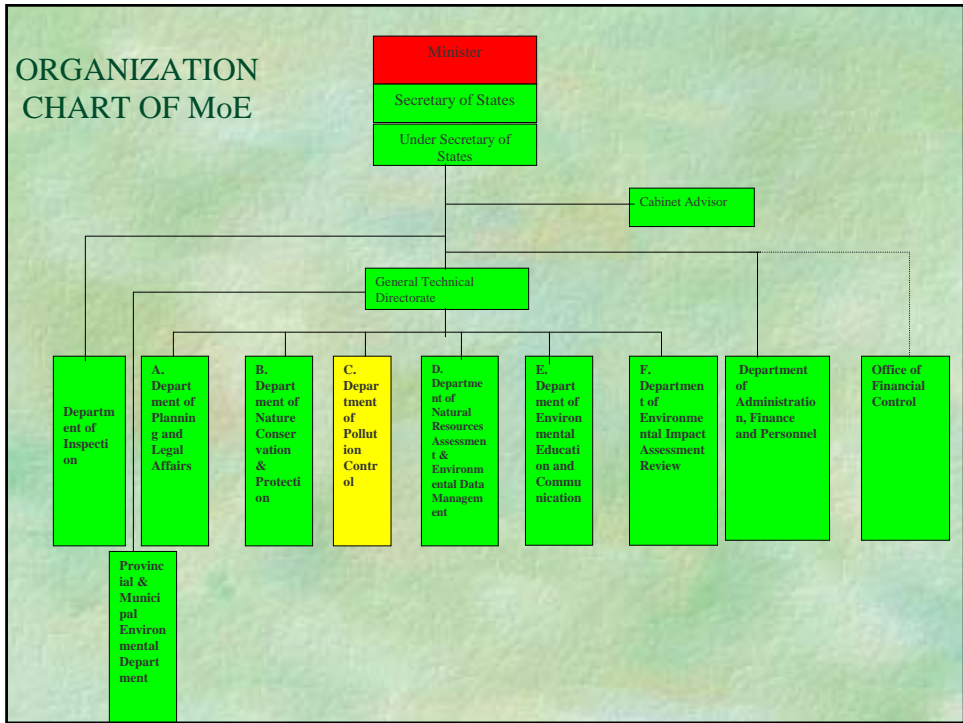 ORGANIZATION
CHART OF MoE
Minister
Secretary of States
Under Secretary of
States
Cabinet Advisor
General Technical
Directorate
Departm
ent of
Inspecti
on
A.
Depart
ment of
Plannin
g and
Legal
Affairs
B.
Depart
ment of
Nature
Conser
vation
&
Protecti
on
C.
Depar
tment
of
Pollut
ion
Contr
ol
D.
Departme
nt of
Natural
Resources
Assessmen
t &
Environm
ental Data
Managem
ent
E.
Depart
ment of
Environ
mental
Educati
on and
Commu
nication
F.
Departmen
t of
Environme
ntal Impact
Assessment
Review
Department
of
Administratio
n, Finance
and Personnel
Office of
Financial
Control
Provinc
ial &
Munici
pal
Environ
mental
Depart
ment